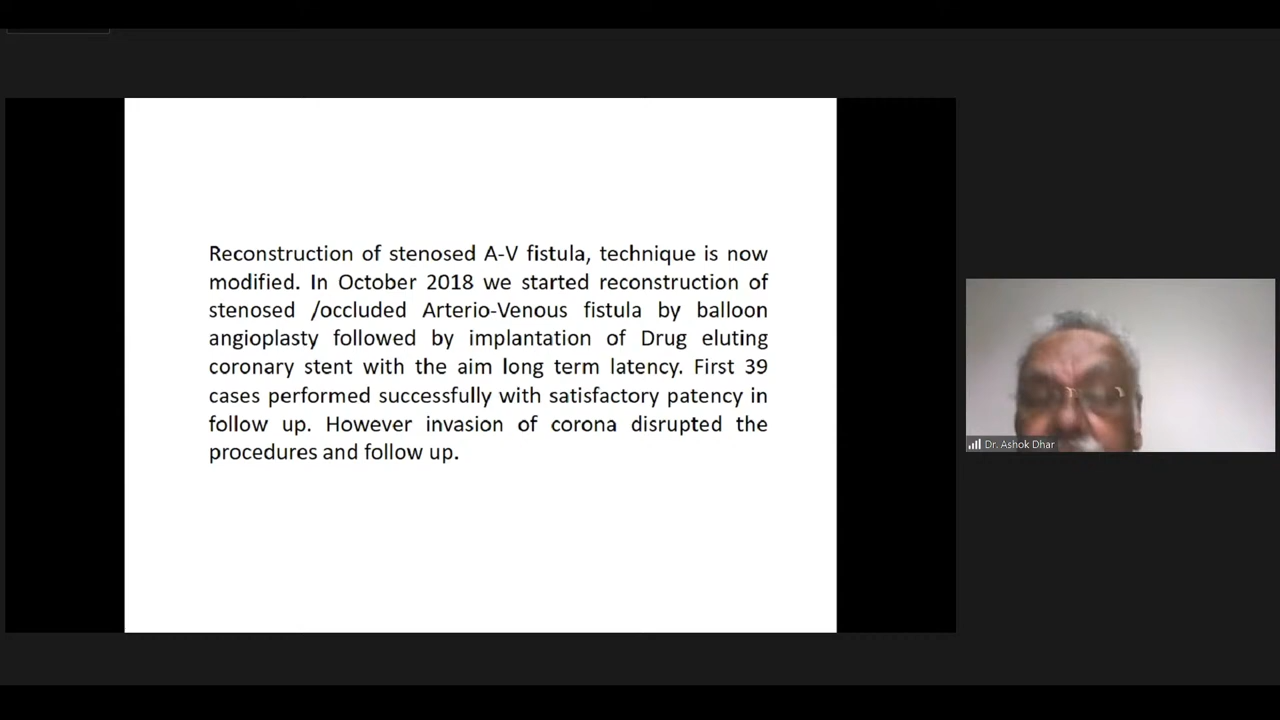 Reconstruction of stenosed A-V fistula, technique is now
modified. In October 2018 we started reconstruction of
stenosed /occluded Arterio-Venous fistula by balloon
angioplasty followed by implantation of Drug eluting
coronary stent with the aim long term latency. First 39
cases performed successfully with satisfactory patency in
follow up. However invasion of corona disrupted the
procedures and follow up.
Dr. Ashok Dhar